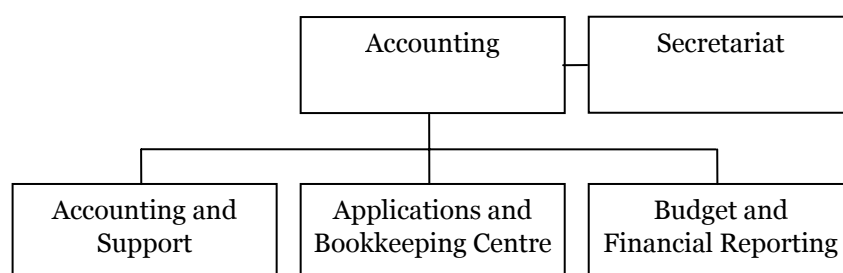 Accounting
Secretariat
Accounting and
Support
Applications and
Bookkeeping Centre
Budget and
Financial Reporting